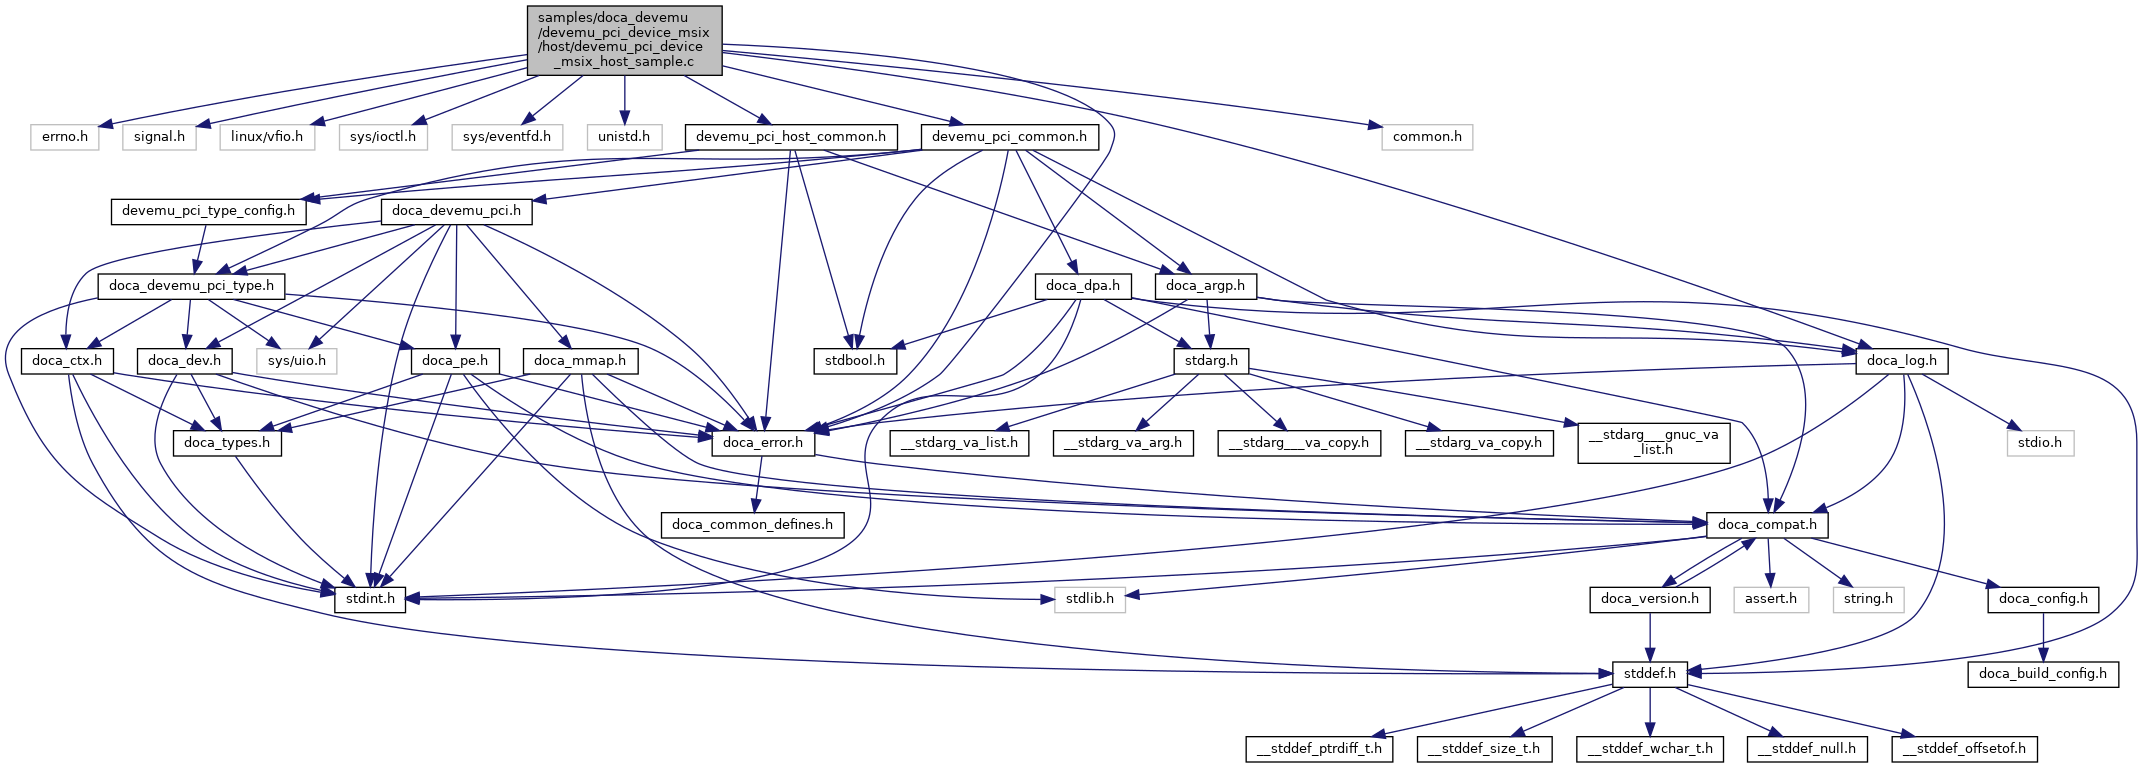 samples/doca_devemu
/devemu_pci_device_msix
/host/devemu_pci_device
_msix_host_sample.c
errno.h
signal.h
linux/vfio.h
sys/ioctl.h
sys/eventfd.h
unistd.h
devemu_pci_host_common.h
devemu_pci_common.h
common.h
devemu_pci_type_config.h
doca_devemu_pci.h
doca_devemu_pci_type.h
doca_dpa.h
doca_argp.h
doca_ctx.h
doca_dev.h
sys/uio.h
doca_pe.h
doca_mmap.h
stdbool.h
stdarg.h
doca_log.h
doca_types.h
doca_error.h
__stdarg_va_list.h
__stdarg_va_arg.h
__stdarg___va_copy.h
__stdarg_va_copy.h
__stdarg___gnuc_va
_list.h
stdio.h
doca_common_defines.h
doca_compat.h
stdint.h
stdlib.h
doca_version.h
assert.h
string.h
doca_config.h
stddef.h
doca_build_config.h
__stddef_ptrdiff_t.h
__stddef_size_t.h
__stddef_wchar_t.h
__stddef_null.h
__stddef_offsetof.h